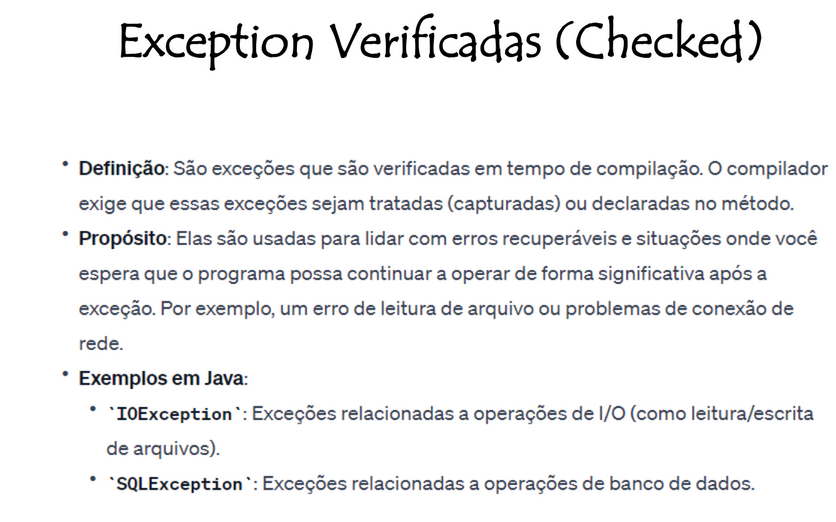 Exception Verificadas (Checked)
• Definição: São exceções que são verificadas em tempo de compilação. O compilador
exige que essas exceções sejam tratadas (capturadas) ou declaradas no método.
• Propósito: Elas são usadas para lidar com erros recuperáveis e situações onde você
espera que o programa possa continuar a operar de forma significativa após a
exceção. Por exemplo, um erro de leitura de arquivo ou problemas de conexão de
rede.
• Exemplos em Java:
• `IOException`: Exceções relacionadas a operações de I/O (como leitura/escrita
de arquivos).
• `SQLException`: Exceções relacionadas a operações de banco de dados.